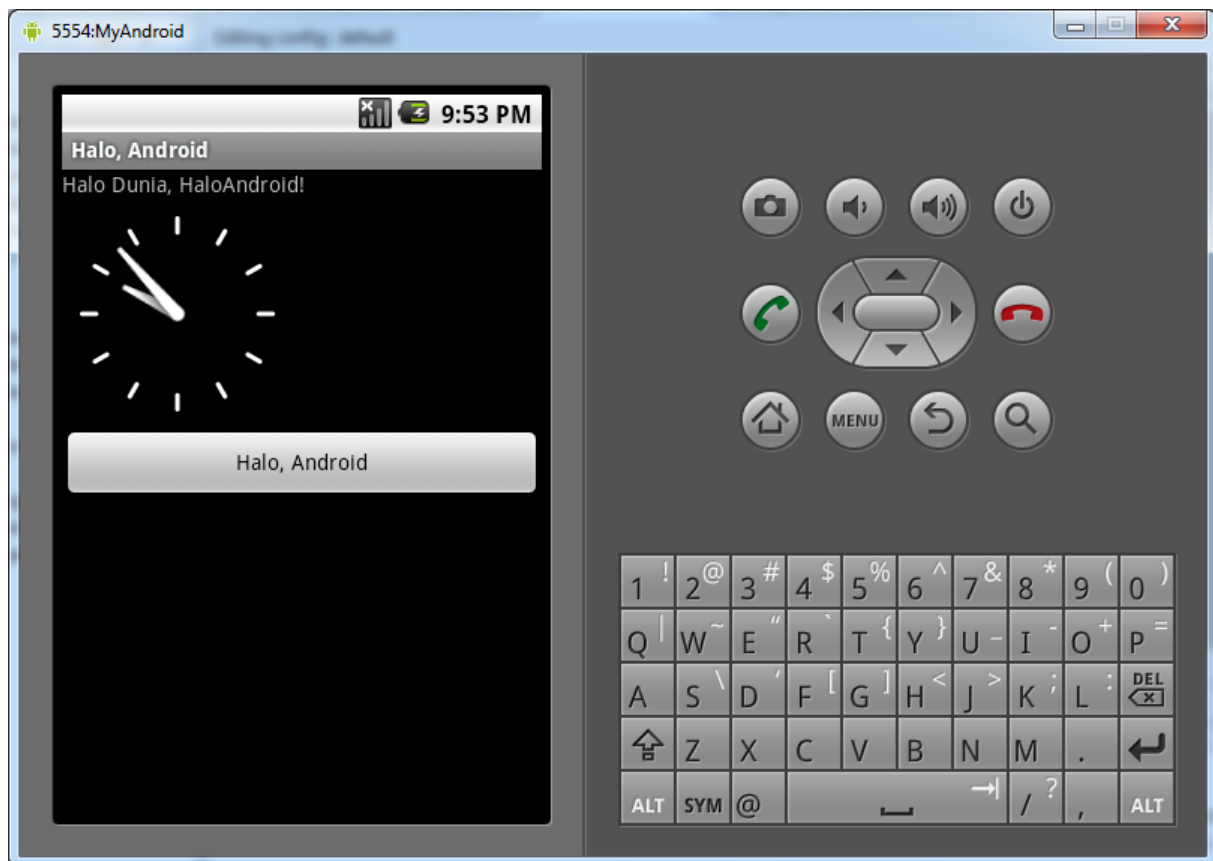 5554:MyAndroid
9:53 PM
Halo, Android
Halo Dunia, HaloAndroid!
Halo, Android
MENU
1 ! 2 @ 3 # 4 $ 5 % 6 ^ 7 & 8 * 9 ( 0 )
Q | W ~ E " R ` T { Y } U _ I - O + P =
A S \ D ' F [ G ] H < J > K ; L : DEL
Z X C V B N M .
ALT SYM @ / ? , ALT